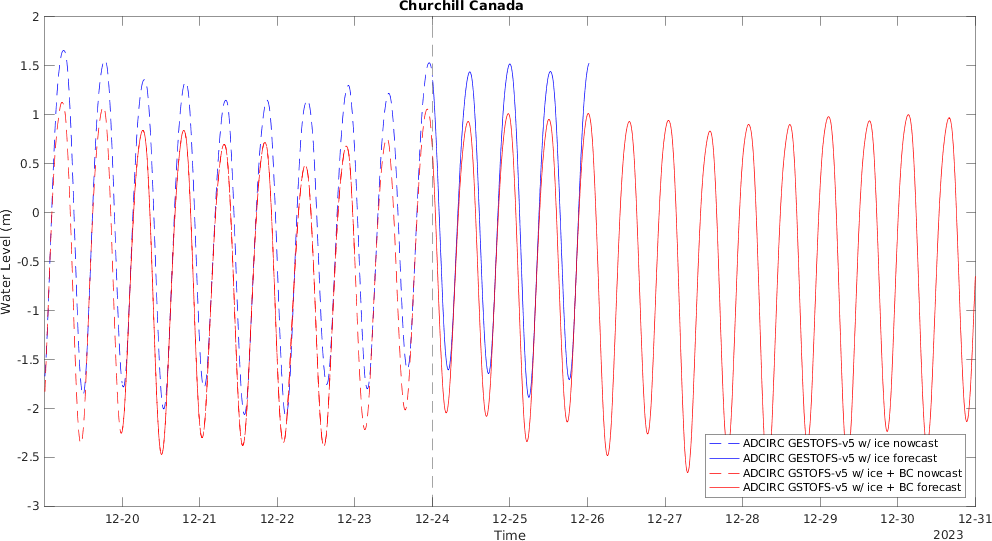 Churchill Canada
2
1.5
1
0.5
0
-0.5
-1
-1.5
-2
-2.5
-3
Water Level (m)
ADCIRC GESTOFS-v5 w/ ice nowcast
ADCIRC GESTOFS-v5 w/ ice forecast
ADCIRC GSTOFS-v5 w/ ice + BC nowcast
ADCIRC GSTOFS-v5 w/ ice + BC forecast
12-20 12-21 12-22 12-23 12-24 12-25 12-26 12-27 12-28 12-29 12-30 12-31
Time
2023